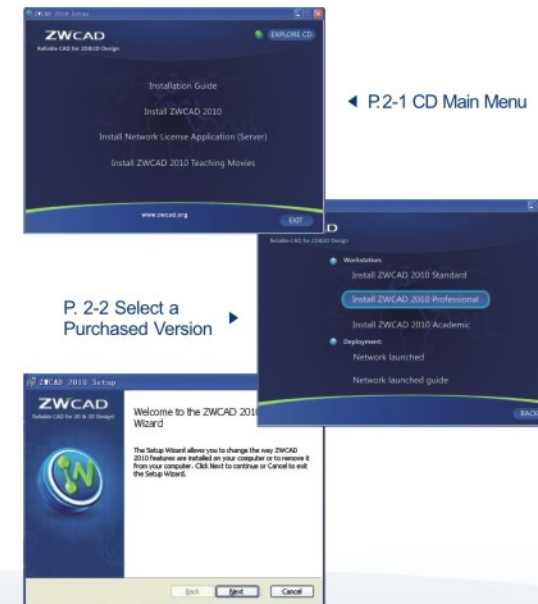 ZWCAD 2010 Setup
ZWCAD
Reliable CAD for 2D&3D Design
EXPLORE CD
Installation Guide
Install ZWCAD 2010
Install Network License Application (Server)
Install ZWCAD 2010 Teaching Movies
www.zwcad.org
EXIT
P.2-1 CD Main Menu
D
Reliable CAD for 2D&3D Design
Workstation:
Install ZWCAD 2010 Standard
Install ZWCAD 2010 Professional
Install ZWCAD 2010 Academic
Deployment:
Network launched
Network launched guide
BACK
P. 2-2 Select a
Purchased Version
ZWCAD 2010 Setup
ZWCAD
Reliable CAD for 2D & 3D Design!
Welcome to the ZWCAD 201
Wizard
The Setup Wizard allows you to change the way ZWCAD
2010 features are installed on your computer or to remove it
from your computer. Click Next to continue or Cancel to exit
the Setup Wizard.
Back
Next
Cancel